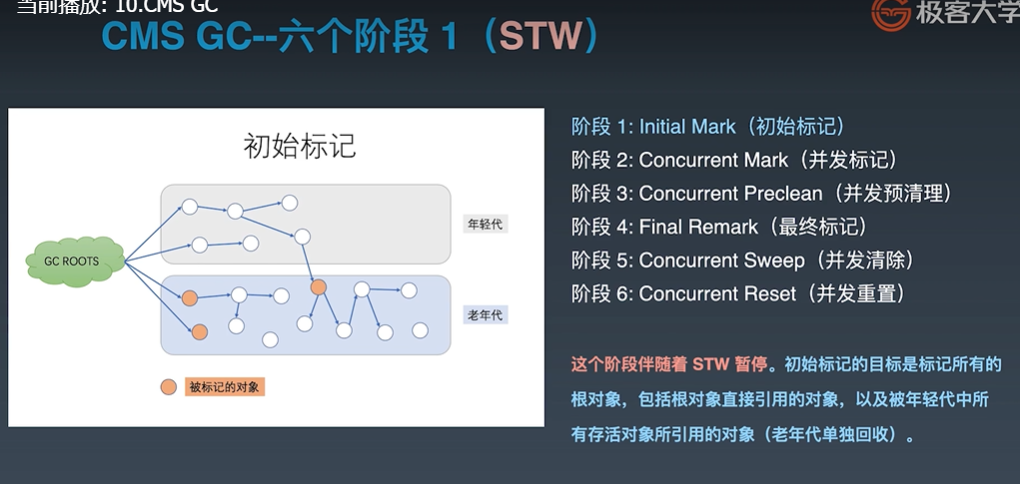 当前播放: 10.CMS GC
极客大学
CMS GC--六个阶段 1（STW）
初始标记
GC ROOTS
年轻代
老年代
被标记的对象
阶段 1: Initial Mark（初始标记）
阶段 2: Concurrent Mark（并发标记）
阶段 3: Concurrent Preclean（并发预清理）
阶段 4: Final Remark（最终标记）
阶段 5: Concurrent Sweep（并发清除）
阶段 6: Concurrent Reset（并发重置）
这个阶段伴随着 STW 暂停。初始标记的目标是标记所有的
根对象，包括根对象直接引用的对象，以及被年轻代中所
有存活对象所引用的对象（老年代单独回收）。